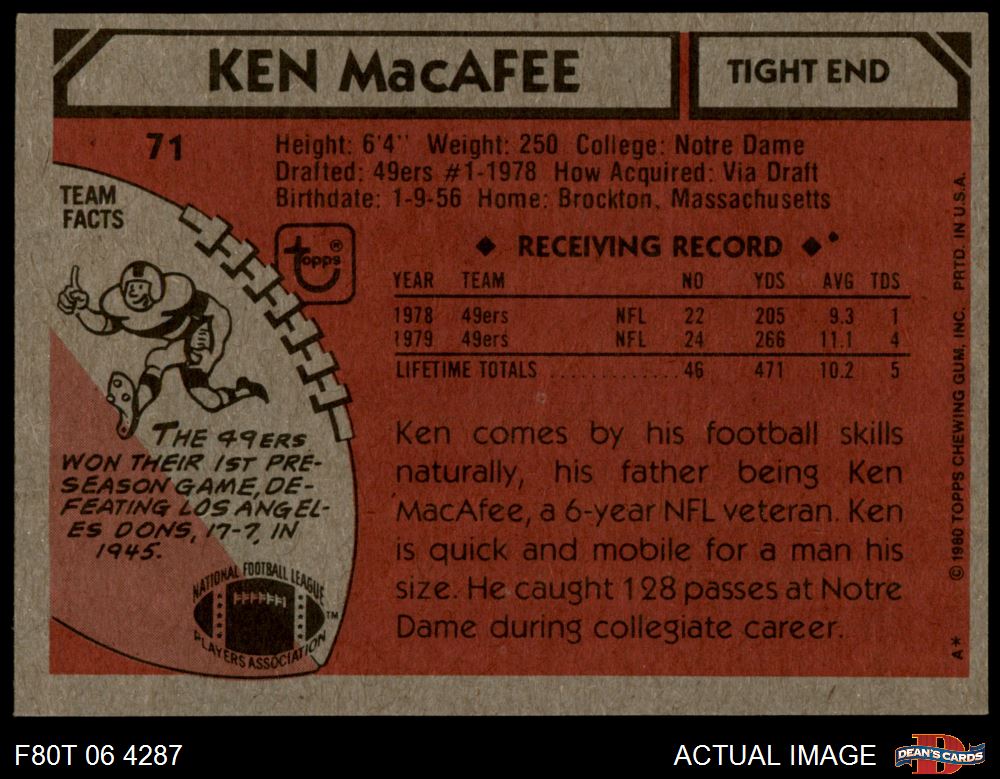 KEN MacAFEE
TIGHT END
71
Height: 6'4" Weight: 250 College: Notre Dame
Drafted: 49ers #1-1978 How Acquired: Via Draft
Birthdate: 1-9-56 Home: Brockton, Massachusetts
TEAM
FACTS
topps®
◆ RECEIVING RECORD ◆
YEAR TEAM NO YDS AVG TDS
1978 49ers NFL 22 205 9.3 1
1979 49ers NFL 24 266 11.1 4
LIFETIME TOTALS ............ 46 471 10.2 5
THE 49ERS
WON THEIR 1ST PRE-
SEASON GAME, DE-
FEATING LOS ANGEL-
ES DONS, 17-7, IN
1945.
Ken comes by his football skills
naturally, his father being Ken
MacAfee, a 6-year NFL veteran. Ken
is quick and mobile for a man his
size. He caught 128 passes at Notre
Dame during collegiate career.
NATIONAL FOOTBALL LEAGUE
PLAYERS ASSOCIATION
TM
A* © 1980 TOPPS CHEWING GUM, INC. PRTD. IN U.S.A.
F80T 06 4287
ACTUAL IMAGE
DEAN'S CARDS